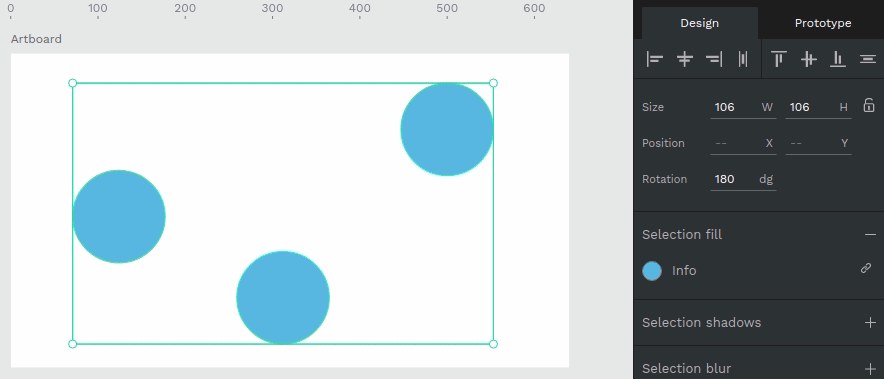 0 100 200 300 400 500 600
Artboard
Design Prototype
Size 106 W 106 H
Position -- X -- Y
Rotation 180 dg
Selection fill
Info
Selection shadows
Selection blur